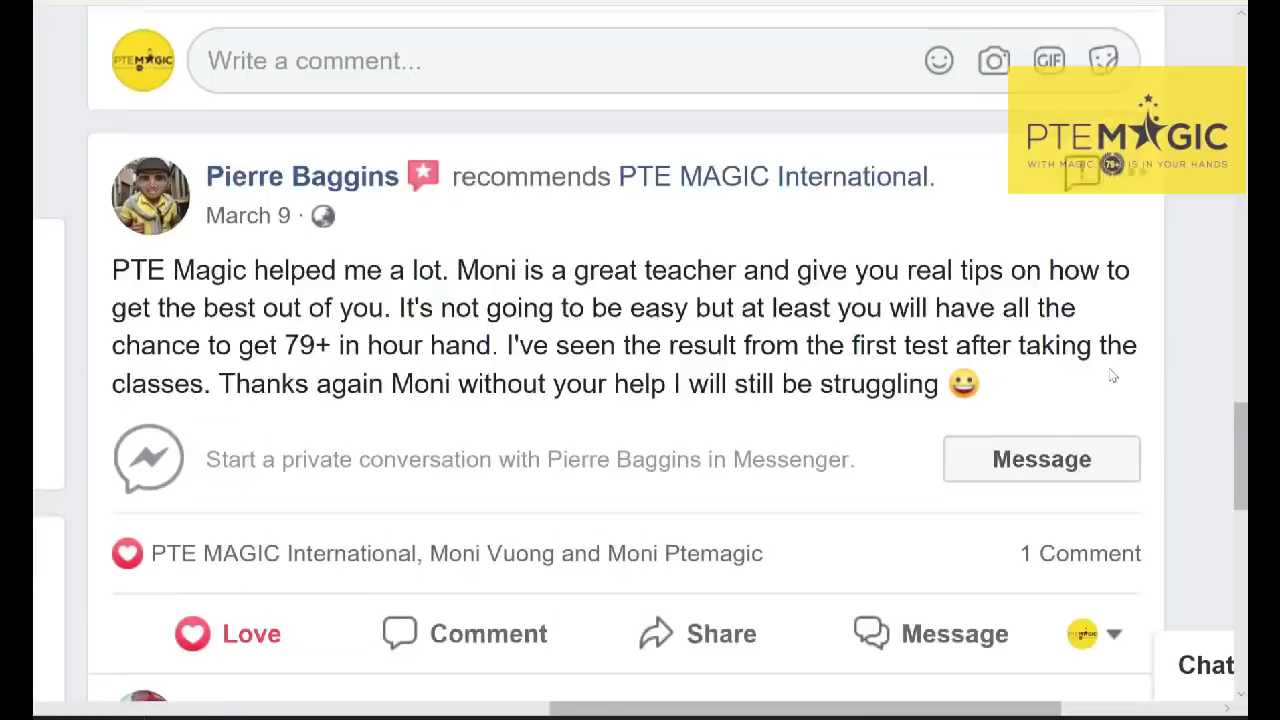 PTEMAGIC
Write a comment...
GIF
PTEMAGIC
WITH MAGIC, 79+ IS IN YOUR HANDS
Pierre Baggins recommends PTE MAGIC International.
March 9 ·
PTE Magic helped me a lot. Moni is a great teacher and give you real tips on how to
get the best out of you. It's not going to be easy but at least you will have all the
chance to get 79+ in hour hand. I've seen the result from the first test after taking the
classes. Thanks again Moni without your help I will still be struggling 😀
Start a private conversation with Pierre Baggins in Messenger.
Message
PTE MAGIC International, Moni Vuong and Moni Ptemagic
1 Comment
Love Comment Share Message
Chat